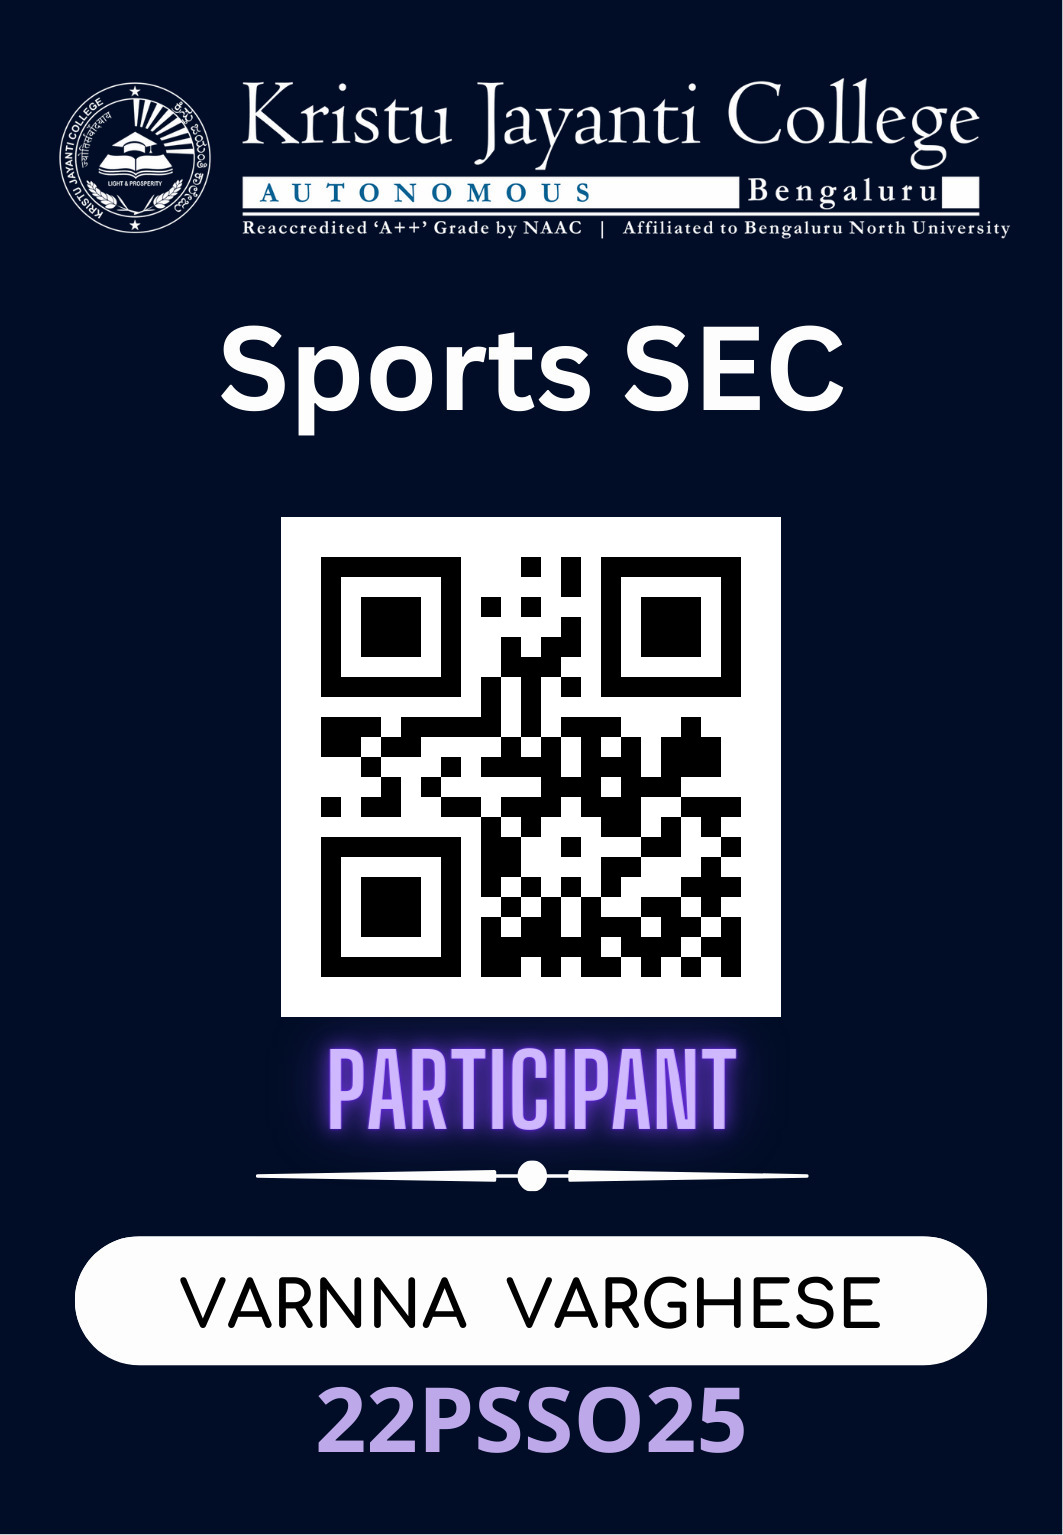 KRISTU JAYANTI COLLEGE
ಕ್ರಿಸ್ತು ಜಯಂತಿ ಕಾಲೇಜು
LIGHT & PROSPERITY
Kristu Jayanti College
AUTONOMOUS Bengaluru
Reaccredited ‘A++’ Grade by NAAC | Affiliated to Bengaluru North University
Sports SEC
PARTICIPANT
VARNNA VARGHESE
22PSSO25